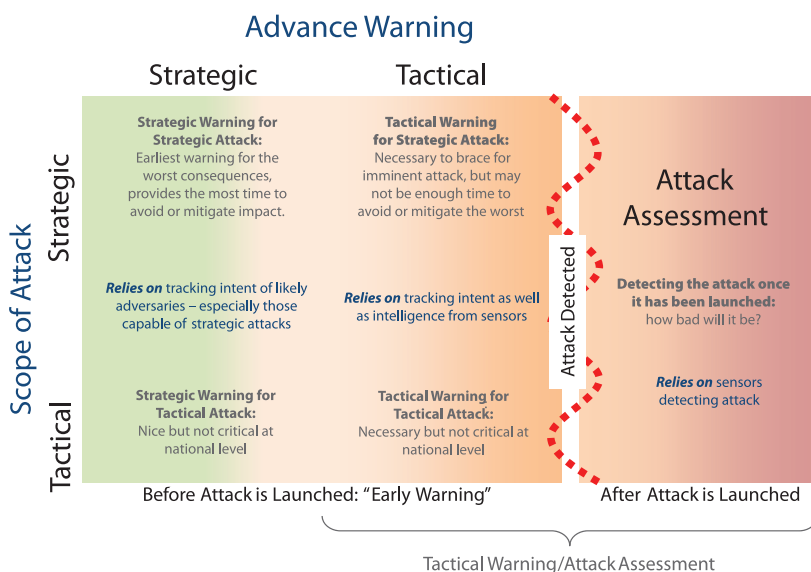 Advance Warning
Strategic
Tactical
Scope of Attack
Strategic
Tactical
Strategic Warning for
Strategic Attack:
Earliest warning for the
worst consequences,
provides the most time to
avoid or mitigate impact.
Tactical Warning
for Strategic Attack:
Necessary to brace for
imminent attack, but may
not be enough time to
avoid or mitigate the worst
Relies on tracking intent of likely
adversaries – especially those
capable of strategic attacks
Relies on tracking intent as well
as intelligence from sensors
Strategic Warning for
Tactical Attack:
Nice but not critical at
national level
Tactical Warning for
Tactical Attack:
Necessary but not critical at
national level
Attack Detected
Attack
Assessment
Detecting the attack once
it has been launched:
how bad will it be?
Relies on sensors
detecting attack
Before Attack is Launched: “Early Warning”
After Attack is Launched
Tactical Warning/Attack Assessment